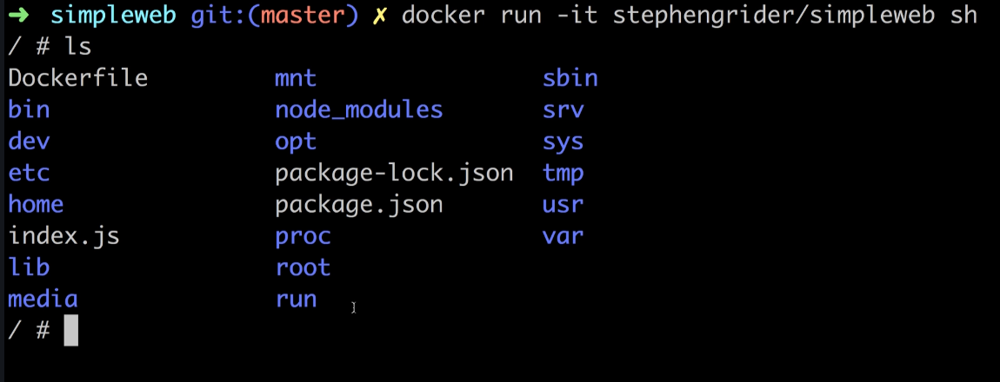 ➜ simpleweb git:(master) ✗ docker run -it stephengrider/simpleweb sh
/ # ls
Dockerfile mnt sbin
bin node_modules srv
dev opt sys
etc package-lock.json tmp
home package.json usr
index.js proc var
lib root
media run
/ #